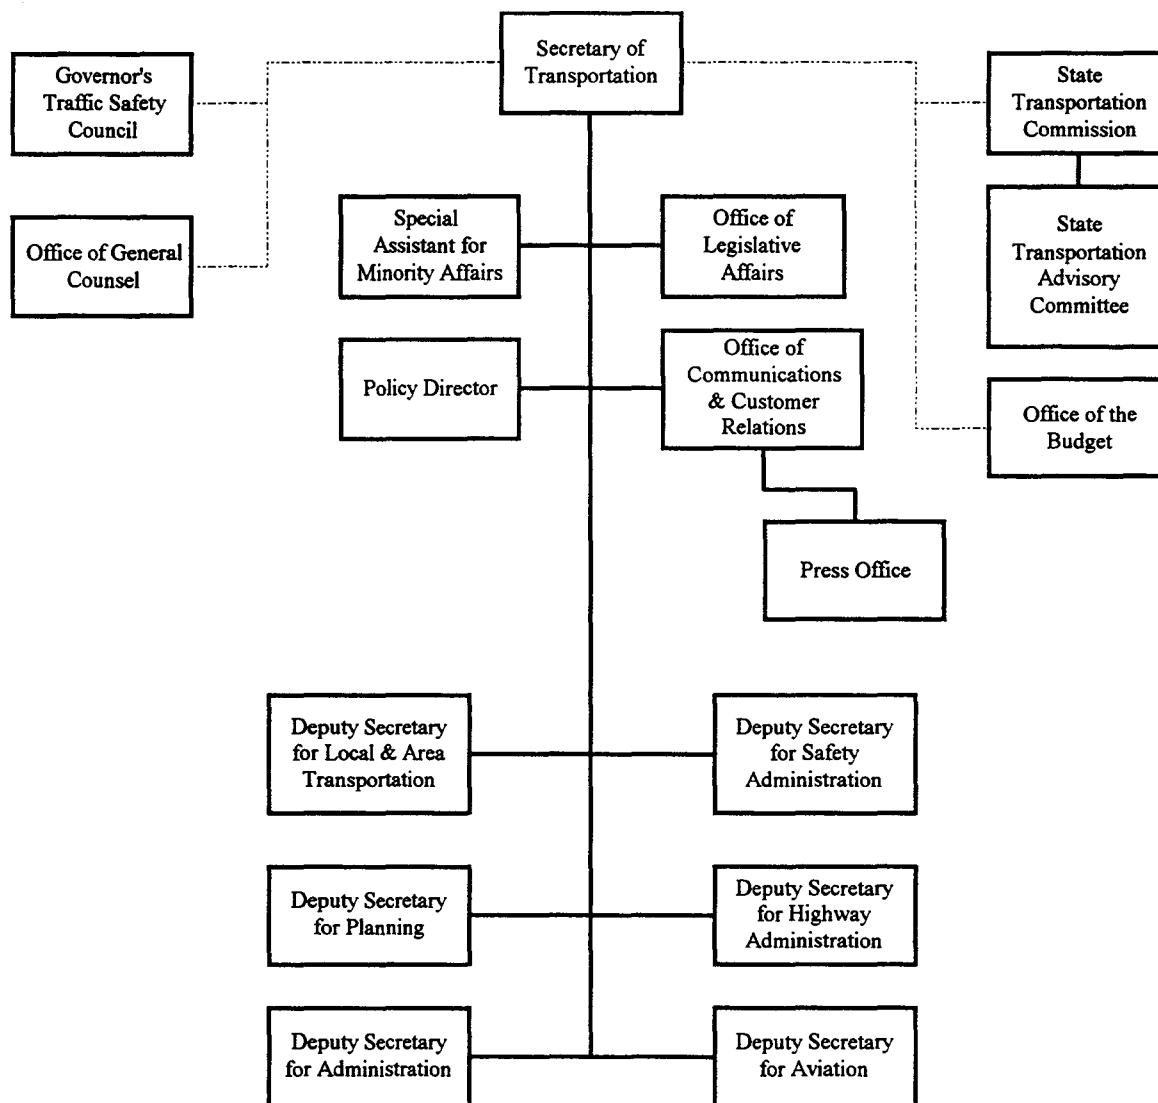 Secretary of
Transportation
Governor's
Traffic Safety
Council
State
Transportation
Commission
Office of General
Counsel
Special
Assistant for
Minority Affairs
Office of
Legislative
Affairs
State
Transportation
Advisory
Committee
Policy Director
Office of
Communications
& Customer
Relations
Office of the
Budget
Press Office
Deputy Secretary
for Local & Area
Transportation
Deputy Secretary
for Safety
Administration
Deputy Secretary
for Planning
Deputy Secretary
for Highway
Administration
Deputy Secretary
for Administration
Deputy Secretary
for Aviation